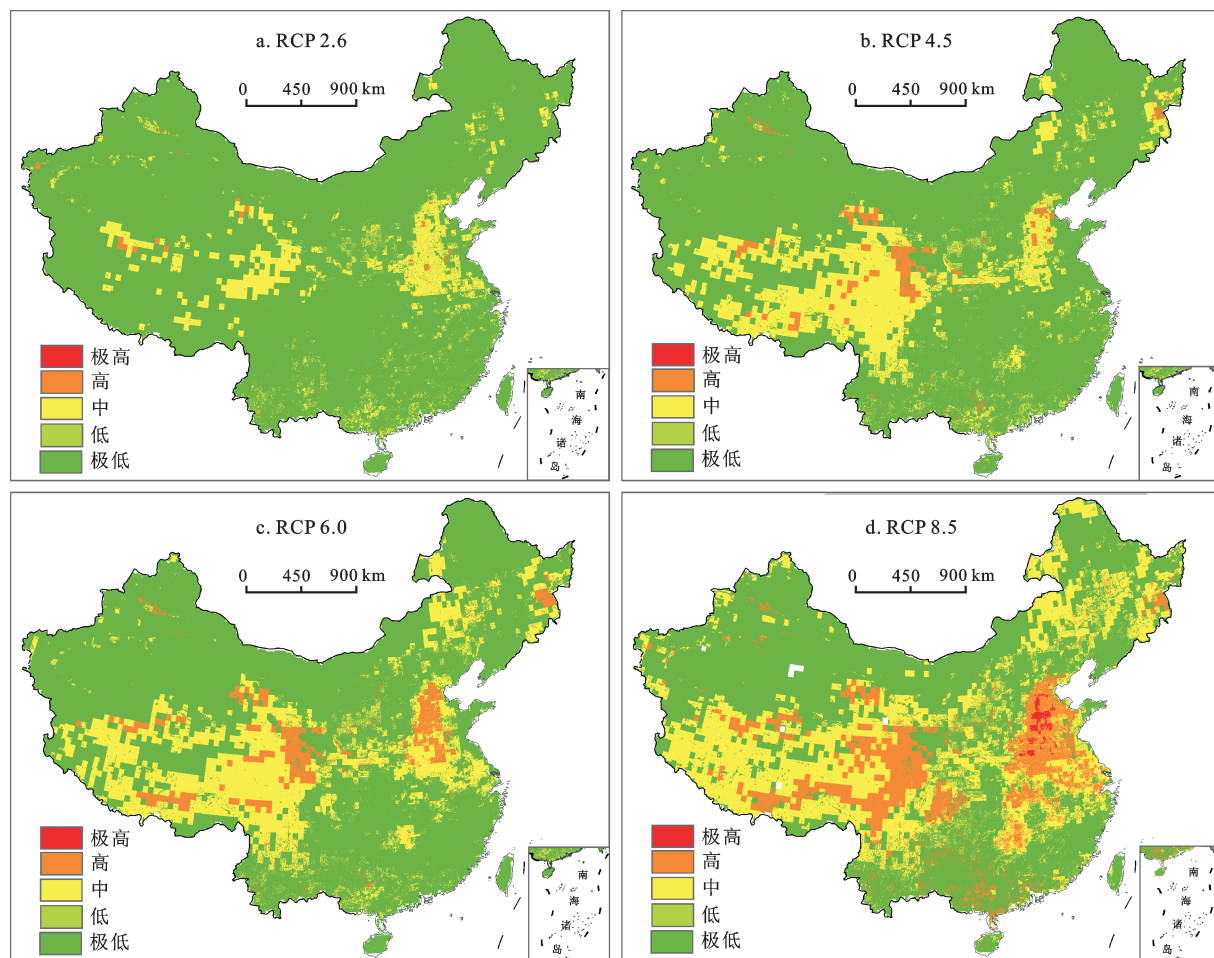 a. RCP 2.6
0 450 900 km
极高
高
中
低
极低
南
海
诸
岛
b. RCP 4.5
0 450 900 km
极高
高
中
低
极低
南
海
诸
岛
c. RCP 6.0
0 450 900 km
极高
高
中
低
极低
南
海
诸
岛
d. RCP 8.5
0 450 900 km
极高
高
中
低
极低
南
海
诸
岛